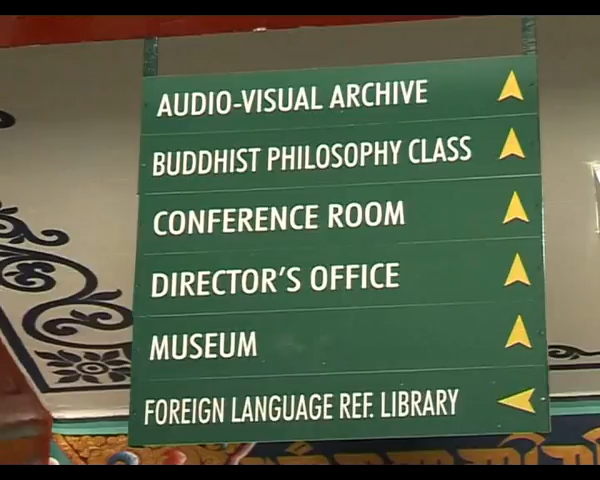 AUDIO-VISUAL ARCHIVE
BUDDHIST PHILOSOPHY CLASS
CONFERENCE ROOM
DIRECTOR'S OFFICE
MUSEUM
FOREIGN LANGUAGE REF. LIBRARY